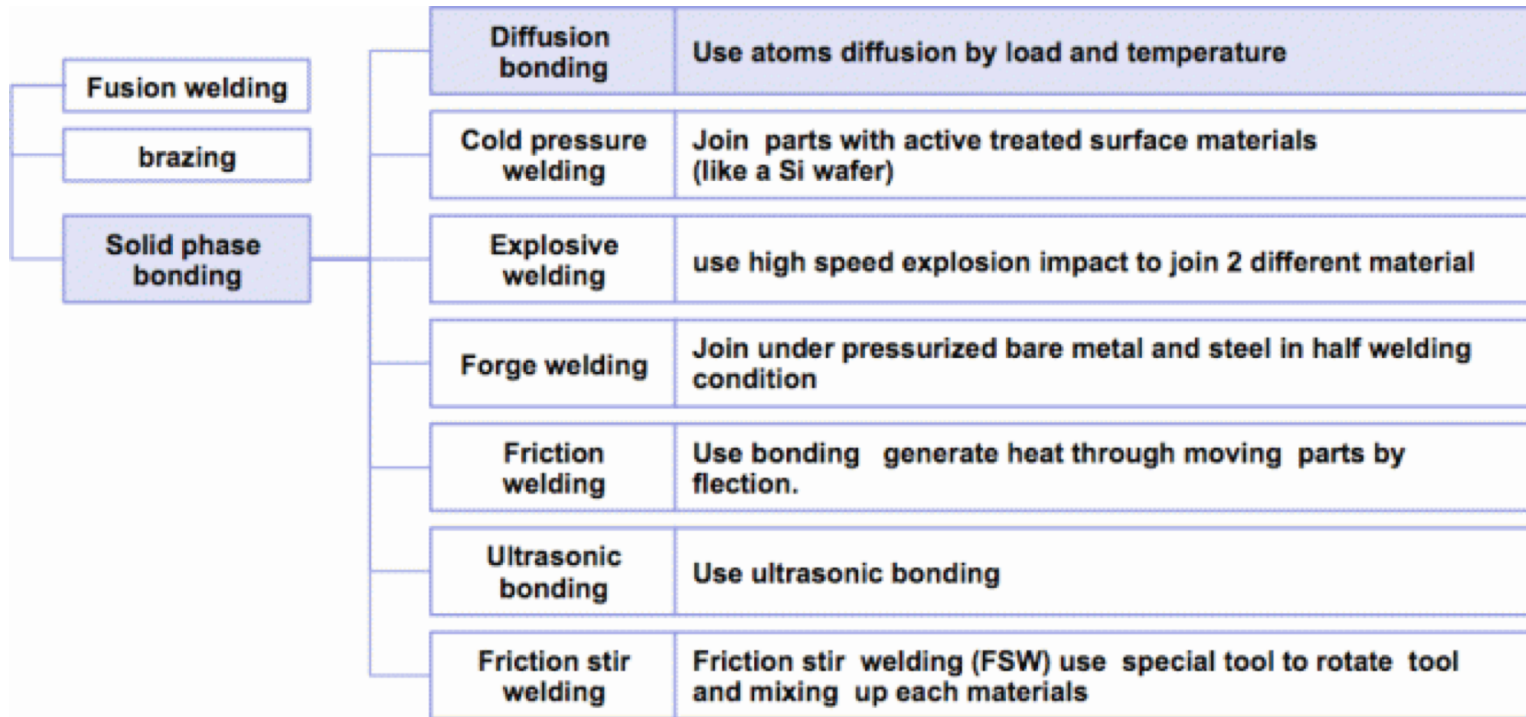 Fusion welding
brazing
Solid phase
bonding
Diffusion
bonding
Use atoms diffusion by load and temperature
Cold pressure
welding
Join parts with active treated surface materials
(like a Si wafer)
Explosive
welding
use high speed explosion impact to join 2 different material
Forge welding
Join under pressurized bare metal and steel in half welding
condition
Friction
welding
Use bonding generate heat through moving parts by
flection.
Ultrasonic
bonding
Use ultrasonic bonding
Friction stir
welding
Friction stir welding (FSW) use special tool to rotate tool
and mixing up each materials